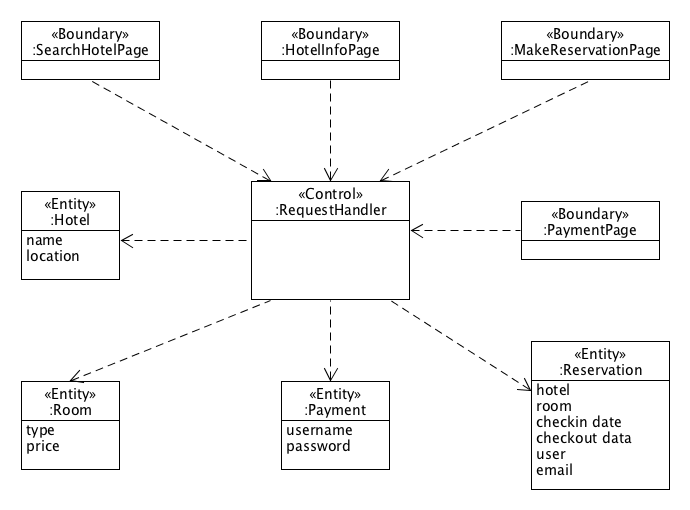 «Boundary»
:SearchHotelPage
«Boundary»
:HotelInfoPage
«Boundary»
:MakeReservationPage
«Entity»
:Hotel
name
location
«Control»
:RequestHandler
«Boundary»
:PaymentPage
«Entity»
:Room
type
price
«Entity»
:Payment
username
password
«Entity»
:Reservation
hotel
room
checkin date
checkout data
user
email